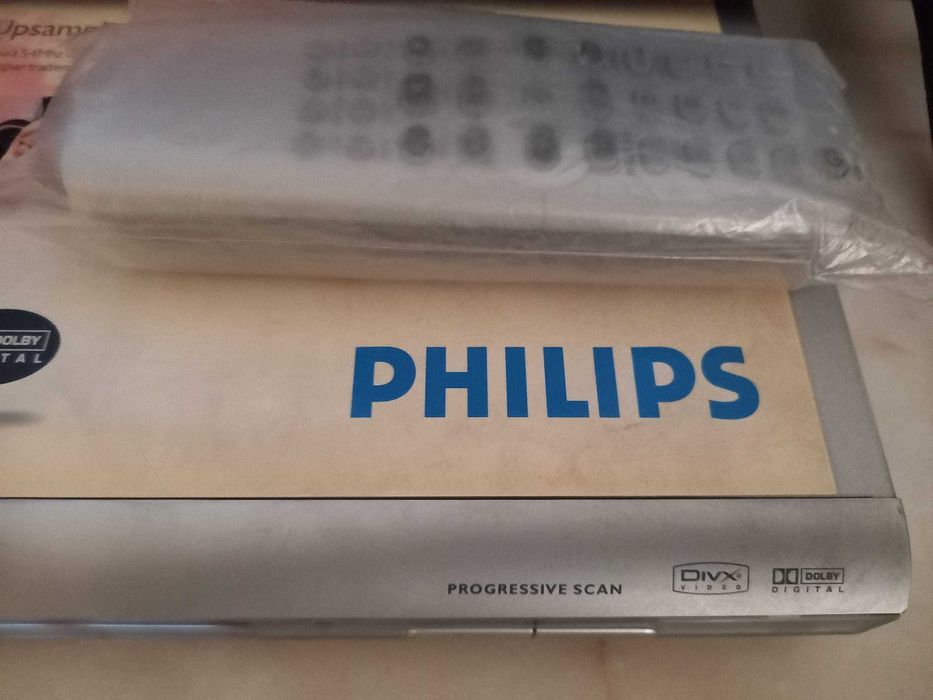 DOLBY
PHILIPS
PROGRESSIVE SCAN
DIVX
VIDEO
DOLBY
DIGITAL